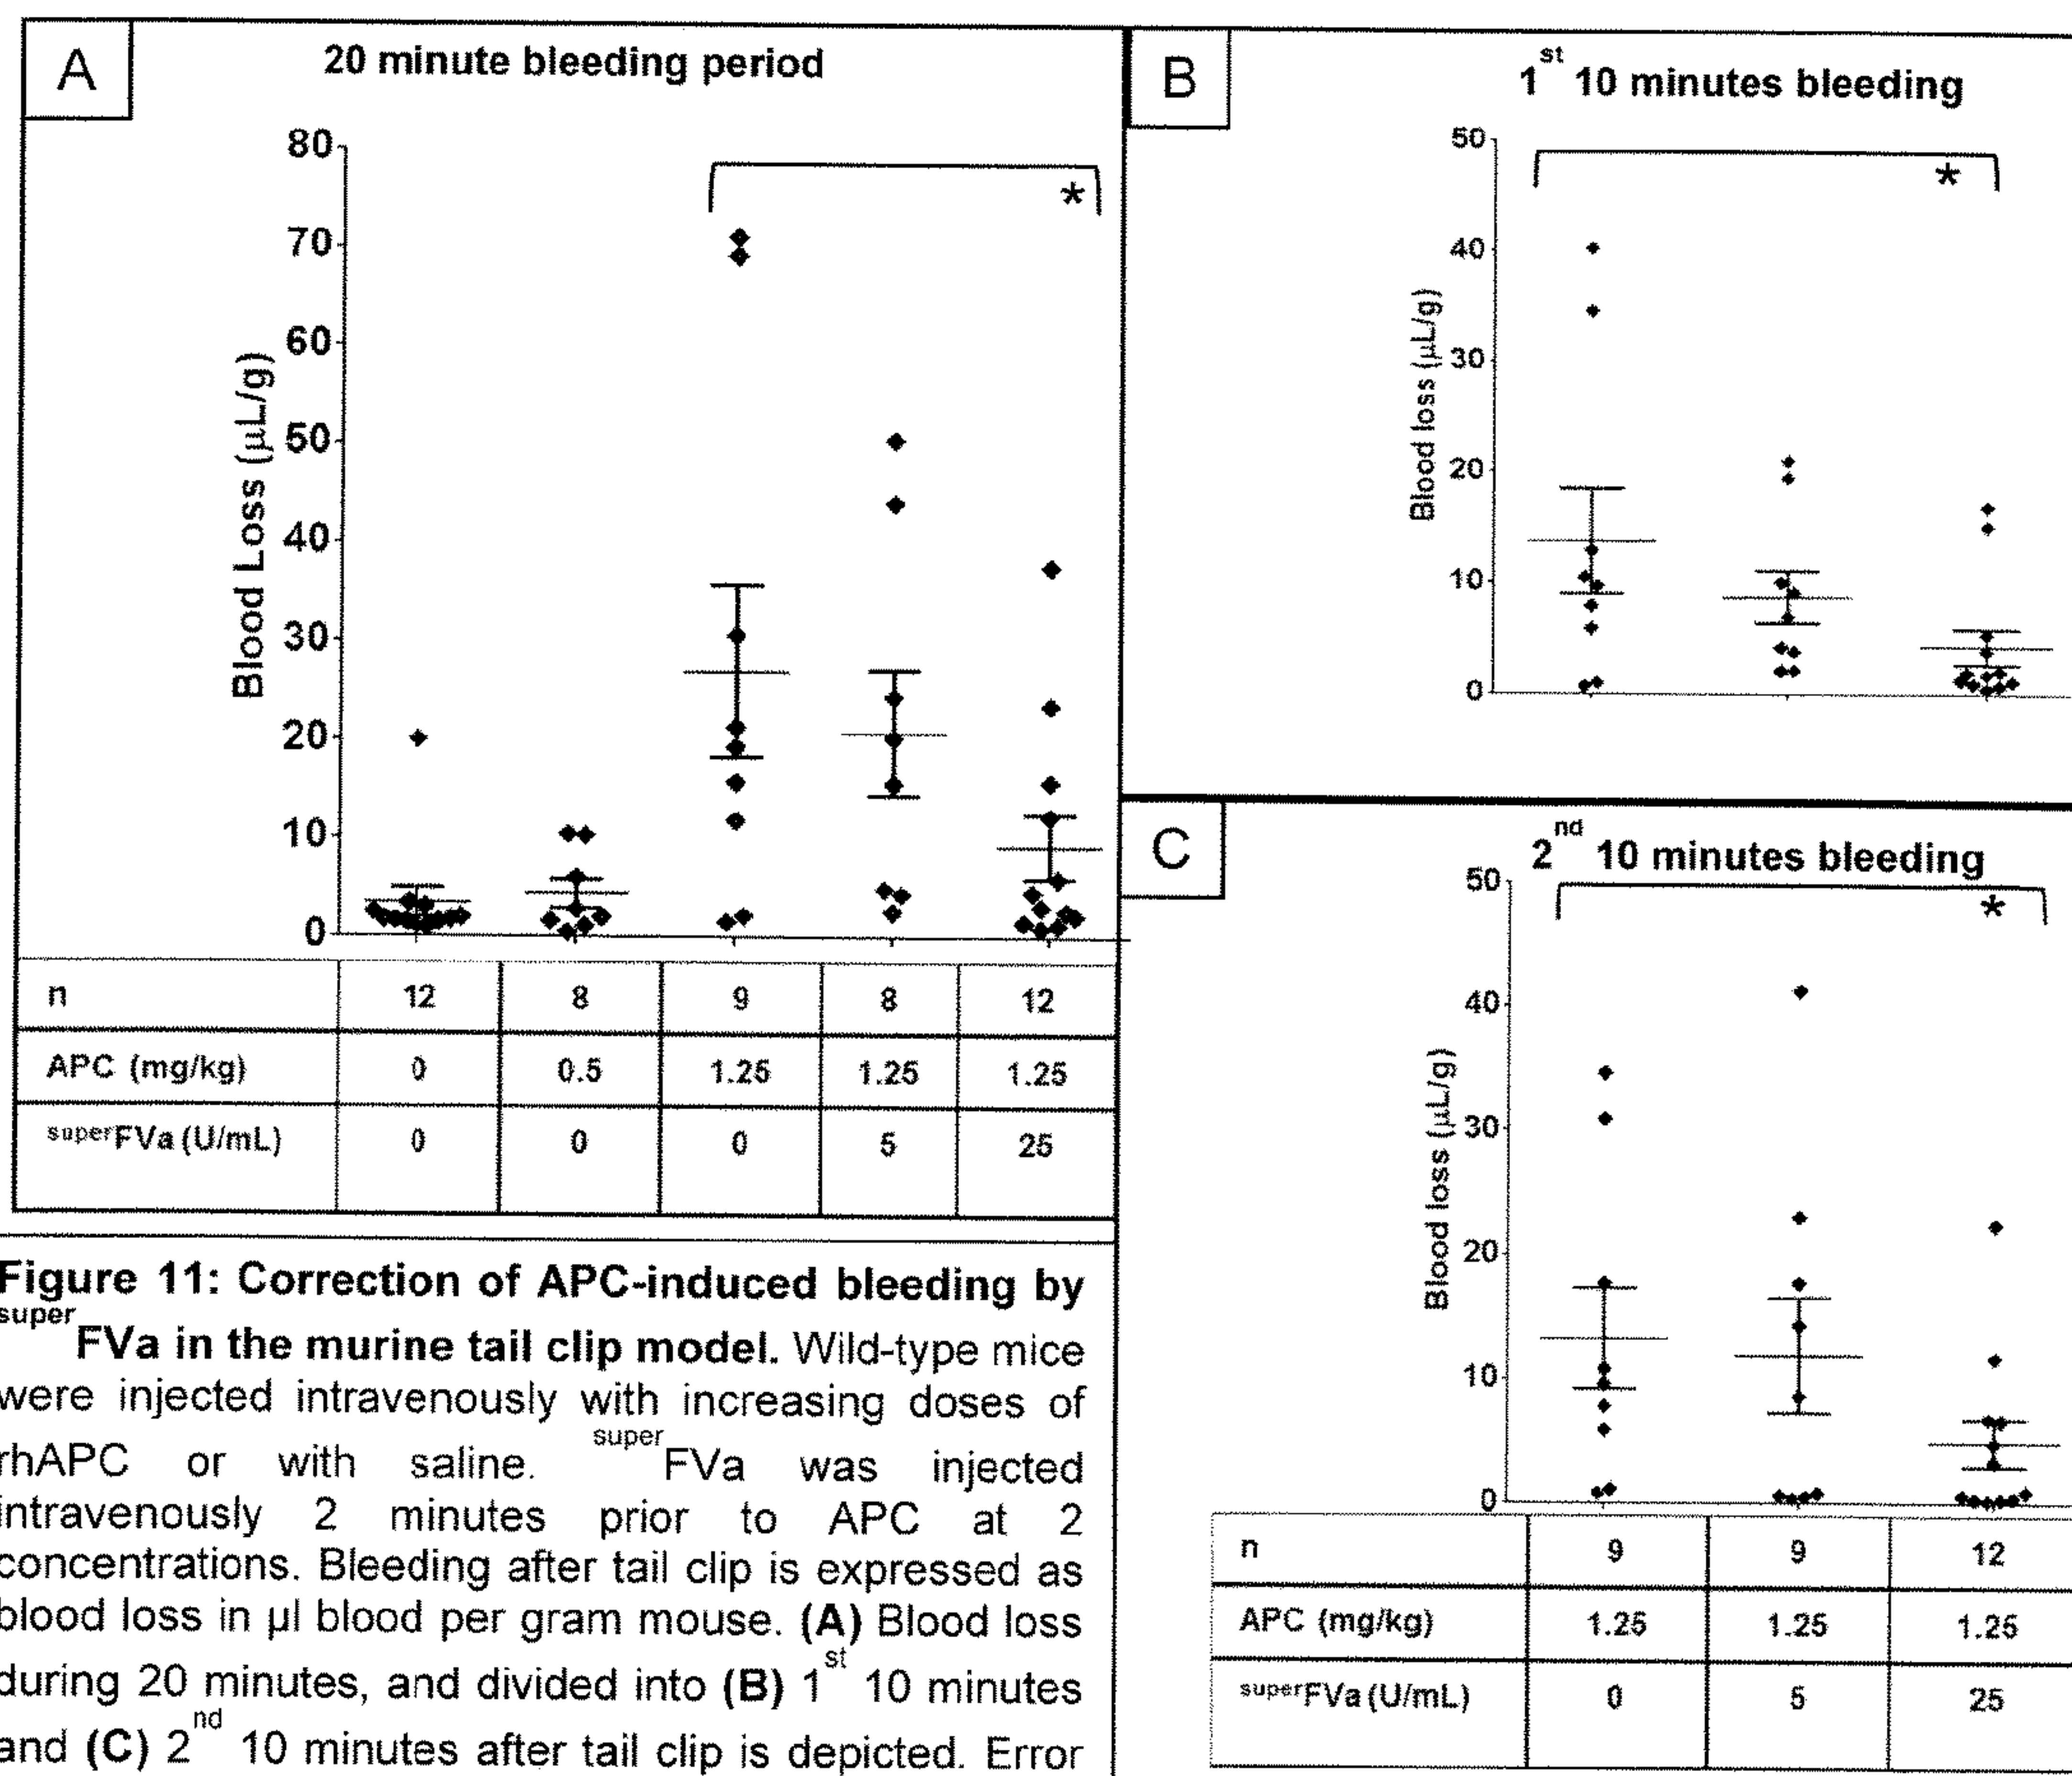 A
20 minute bleeding period
80
70
60
50
40
30
20
10
0
Blood Loss (µL/g)
*
n 12 8 9 8 12
APC (mg/kg) 0 0.5 1.25 1.25 1.25
superFVa (U/mL) 0 0 0 5 25
Figure 11: Correction of APC-induced bleeding by
superFVa in the murine tail clip model. Wild-type mice
were injected intravenously with increasing doses of
rhAPC or with saline. superFVa was injected
intravenously 2 minutes prior to APC at 2
concentrations. Bleeding after tail clip is expressed as
blood loss in µl blood per gram mouse. (A) Blood loss
during 20 minutes, and divided into (B) 1st 10 minutes
and (C) 2nd 10 minutes after tail clip is depicted. Error
B
1st 10 minutes bleeding
50
40
30
20
10
0
Blood loss (µL/g)
*
C
2nd 10 minutes bleeding
50
40
30
20
10
0
Blood loss (µL/g)
*
n 9 9 12
APC (mg/kg) 1.25 1.25 1.25
superFVa (U/mL) 0 5 25